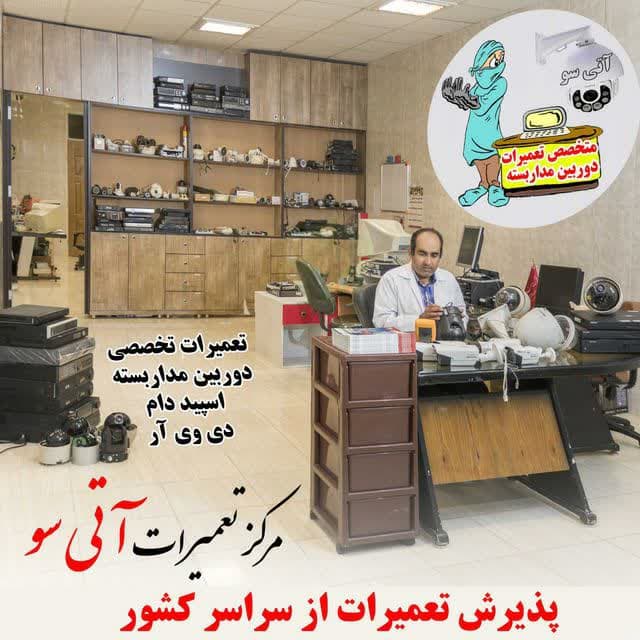 آتی سو
متخصص تعمیرات
دوربین مداربسته
تعمیرات تخصصی
دوربین مداربسته
اسپید دام
دی وی آر
مرکز تعمیرات آتی سو
پذیرش تعمیرات از سراسر کشور